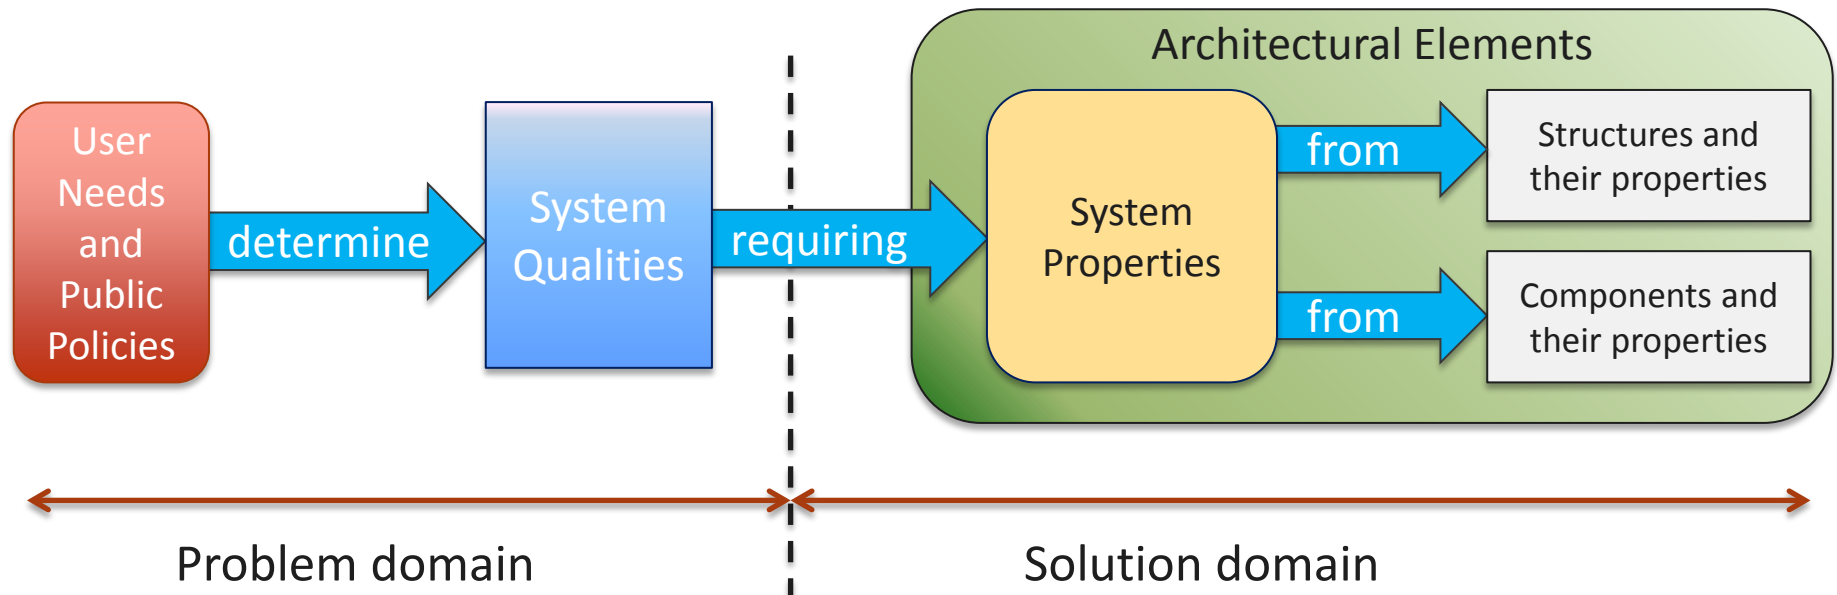 Architectural Elements
User
Needs
and
Public
Policies
determine
System
Qualities
requiring
System
Properties
from
Structures and
their properties
from
Components and
their properties
Problem domain
Solution domain